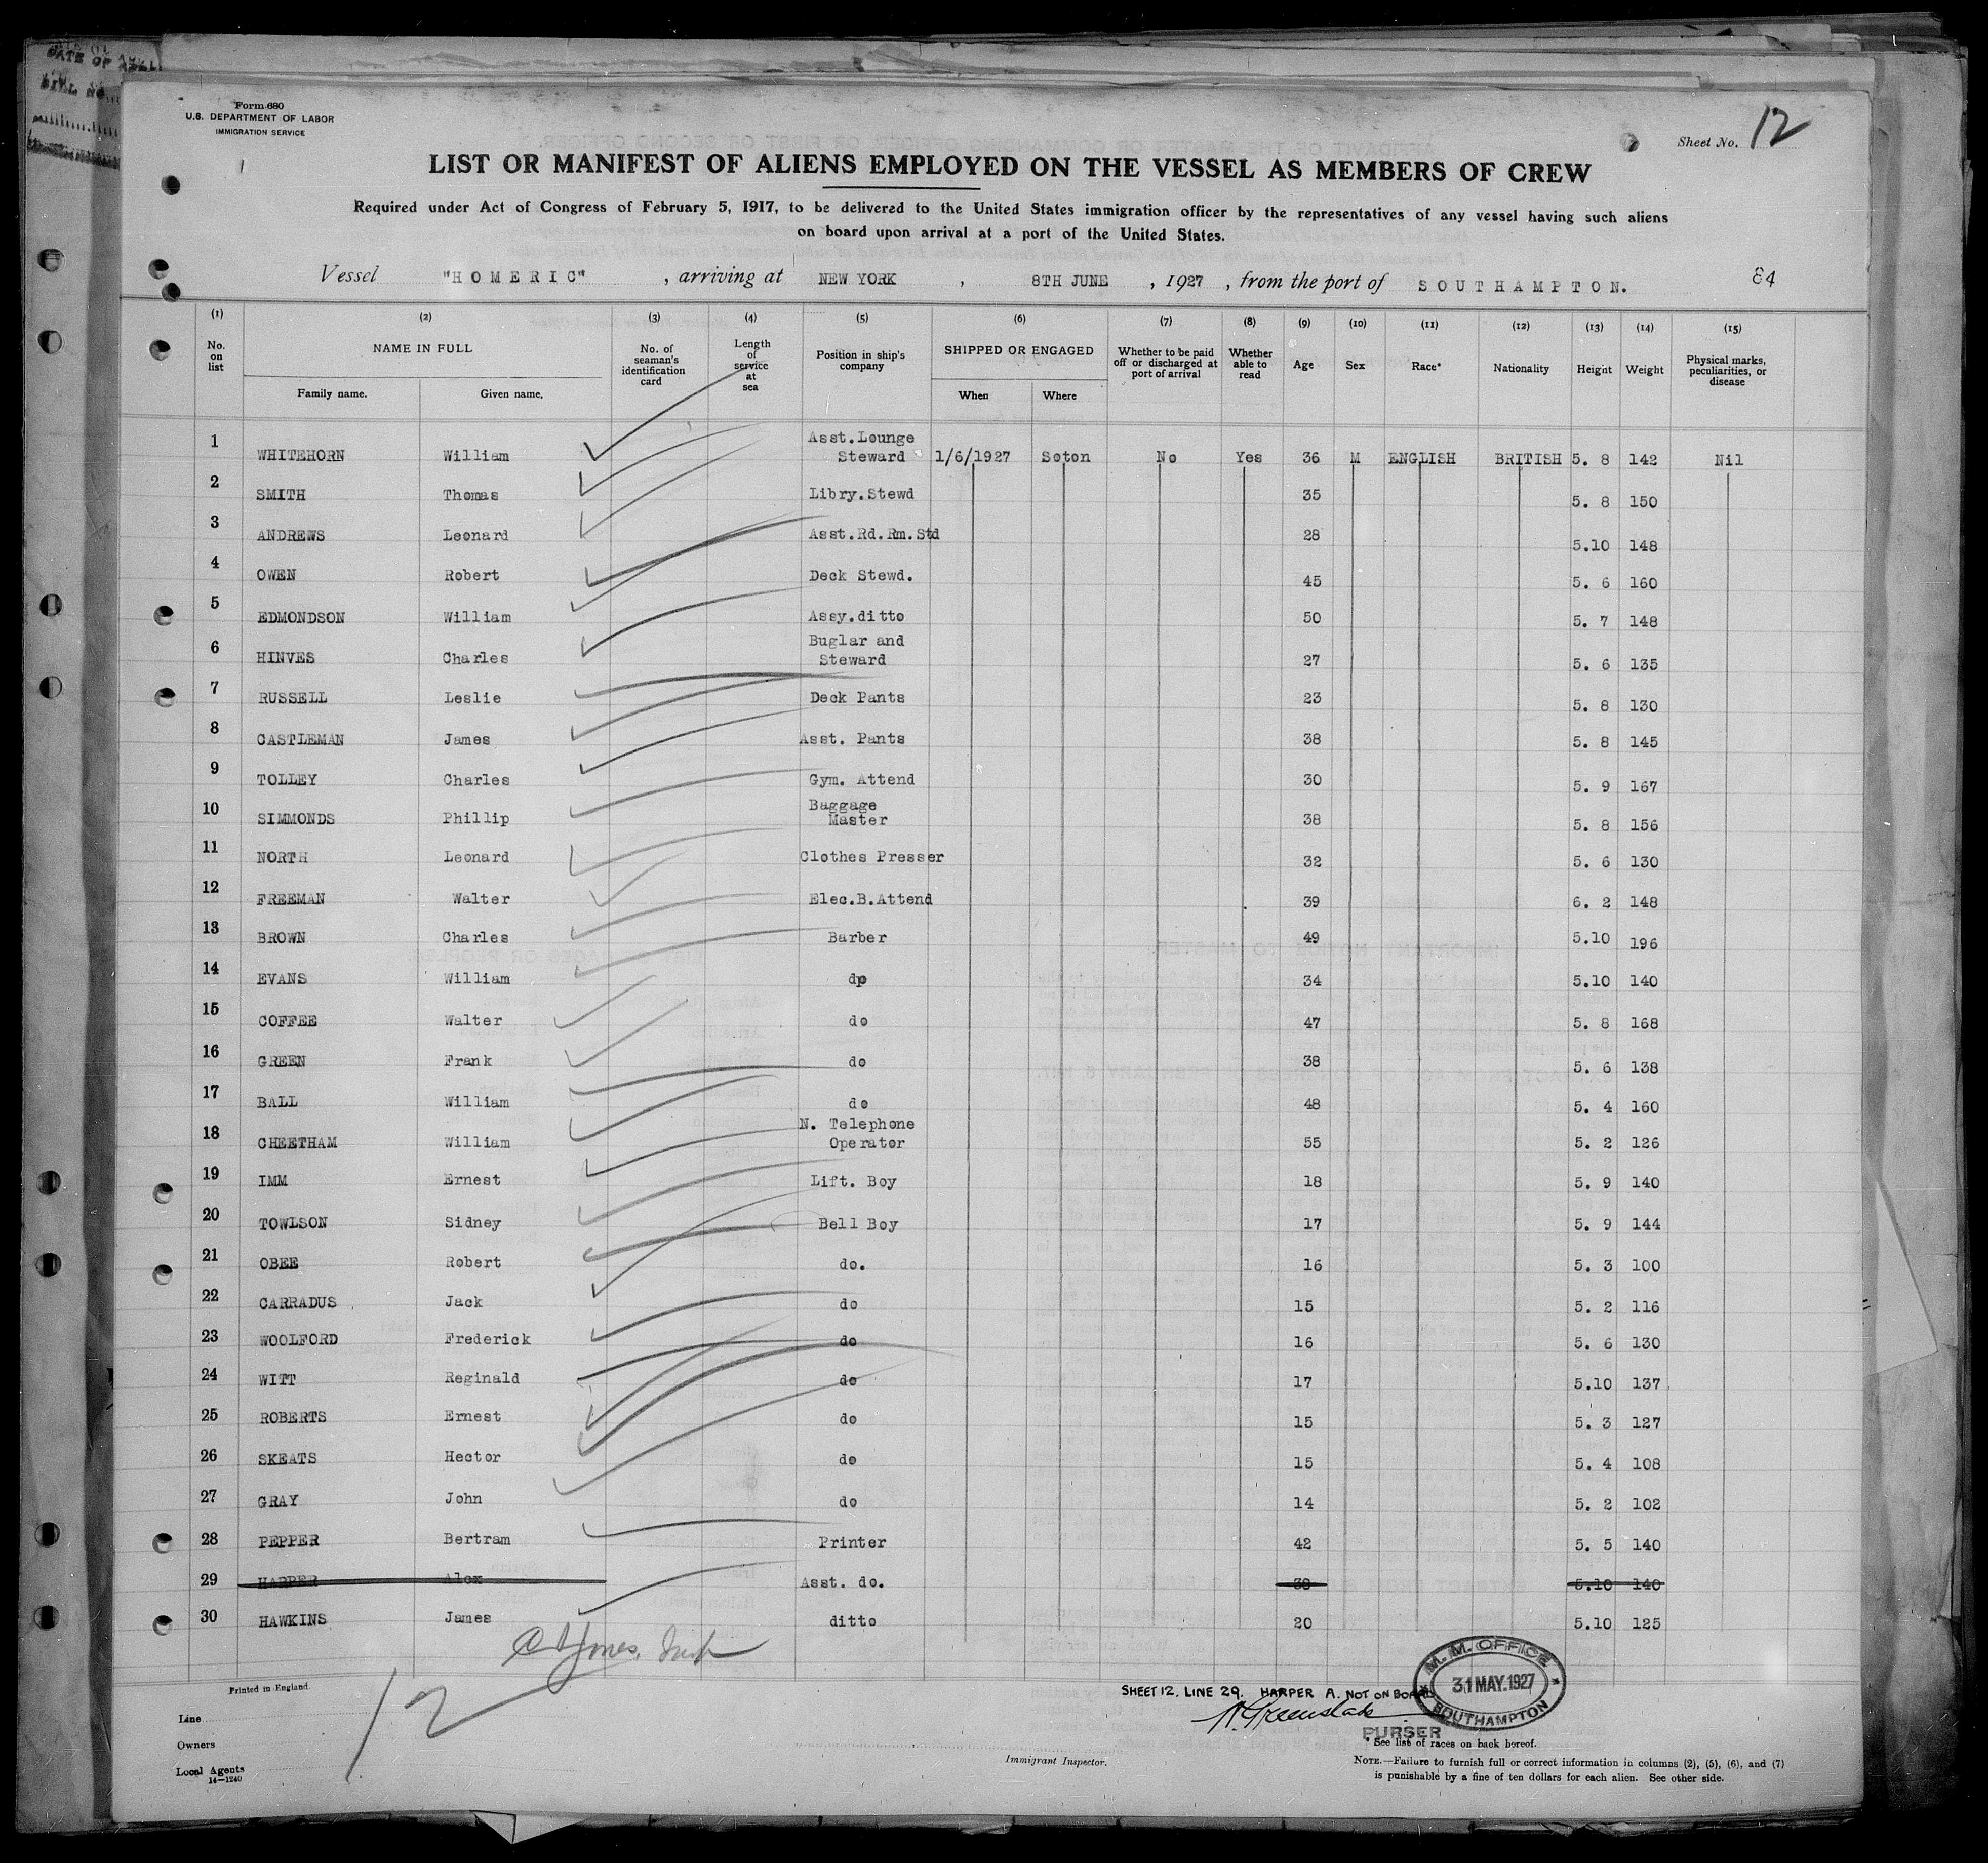 DATE OF
BILL NO.
Form 680
U.S. DEPARTMENT OF LABOR
IMMIGRATION SERVICE
Sheet No. 12
LIST OR MANIFEST OF ALIENS EMPLOYED ON THE VESSEL AS MEMBERS OF CREW
Required under Act of Congress of February 5, 1917, to be delivered to the United States immigration officer by the representatives of any vessel having such aliens
on board upon arrival at a port of the United States.
Vessel "HOMERIC", arriving at NEW YORK, 8TH JUNE, 1927, from the port of SOUTHAMPTON. 84
(1) (2) (3) (4) (5) (6) (7) (8) (9) (10) (11) (12) (13) (14) (15)
No. on list NAME IN FULL Family name. Given name. No. of seaman's identification card Length of service at sea Position in ship's company SHIPPED OR ENGAGED When Where Whether to be paid off or discharged at port of arrival Whether able to read Age Sex Race* Nationality Height Weight Physical marks, peculiarities, or disease
1 WHITEHORN William Asst.Lounge Steward 1/6/1927 Soton No Yes 36 M ENGLISH BRITISH 5. 8 142 Nil
2 SMITH Thomas Libry.Stewd 35 5. 8 150
3 ANDREWS Leonard Asst.Rd.Rm.Std 28 5.10 148
4 OWEN Robert Deck Stewd. 45 5. 6 160
5 EDMONDSON William Assy.ditto 50 5. 7 148
6 HINVES Charles Buglar and Steward 27 5. 6 135
7 RUSSELL Leslie Deck Pants 23 5. 8 130
8 CASTLEMAN James Asst. Pants 38 5. 8 145
9 TOLLEY Charles Gym. Attend 30 5. 9 167
10 SIMMONDS Phillip Baggage Master 38 5. 8 156
11 NORTH Leonard Clothes Presser 32 5. 6 130
12 FREEMAN Walter Elec.B.Attend 39 6. 2 148
13 BROWN Charles Barber 49 5.10 196
14 EVANS William do 34 5.10 140
15 COFFEE Walter do 47 5. 8 168
16 GREEN Frank do 38 5. 6 138
17 BALL William do 48 5. 4 160
18 CHEETHAM William N. Telephone Operator 55 5. 2 126
19 IMM Ernest Lift. Boy 18 5. 9 140
20 TOWLSON Sidney Bell Boy 17 5. 9 144
21 OBEE Robert do. 16 5. 3 100
22 CARRADUS Jack do 15 5. 2 116
23 WOOLFORD Frederick do 16 5. 6 130
24 WITT Reginald do 17 5.10 137
25 ROBERTS Ernest do 15 5. 3 127
26 SKEATS Hector do 15 5. 4 108
27 GRAY John do 14 5. 2 102
28 PEPPER Bertram Printer 42 5. 5 140
29 HARPER Alex Asst. do. 38 5.10 140
30 HAWKINS James ditto 20 5.10 125
Jones, Insp
12
Printed in England
Line
Owners
Local Agents
14—1240
Immigrant Inspector.
SHEET 12. LINE 29. HARPER A. NOT ON BOARD
PURSER
M. M. OFFICE
31 MAY. 1927
SOUTHAMPTON
* See list of races on back hereof.
NOTE.—Failure to furnish full or correct information in columns (2), (5), (6), and (7)
is punishable by a fine of ten dollars for each alien. See other side.